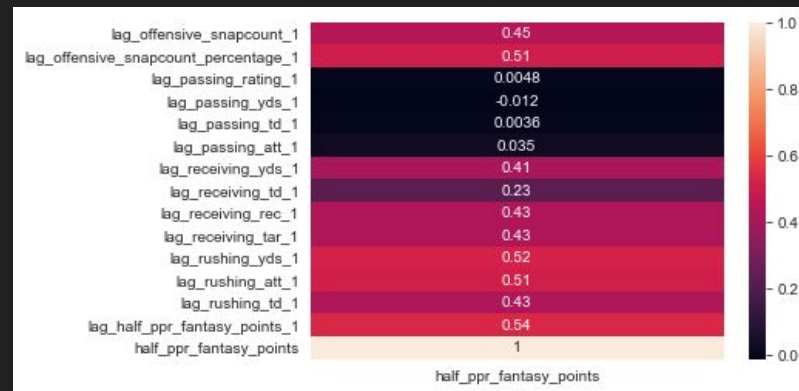 lag_offensive_snapcount_1 0.45
lag_offensive_snapcount_percentage_1 0.51
lag_passing_rating_1 0.0048
lag_passing_yds_1 -0.012
lag_passing_td_1 0.0036
lag_passing_att_1 0.035
lag_receiving_yds_1 0.41
lag_receiving_td_1 0.23
lag_receiving_rec_1 0.43
lag_receiving_tar_1 0.43
lag_rushing_yds_1 0.52
lag_rushing_att_1 0.51
lag_rushing_td_1 0.43
lag_half_ppr_fantasy_points_1 0.54
half_ppr_fantasy_points 1
half_ppr_fantasy_points
1.0
0.8
0.6
0.4
0.2
0.0